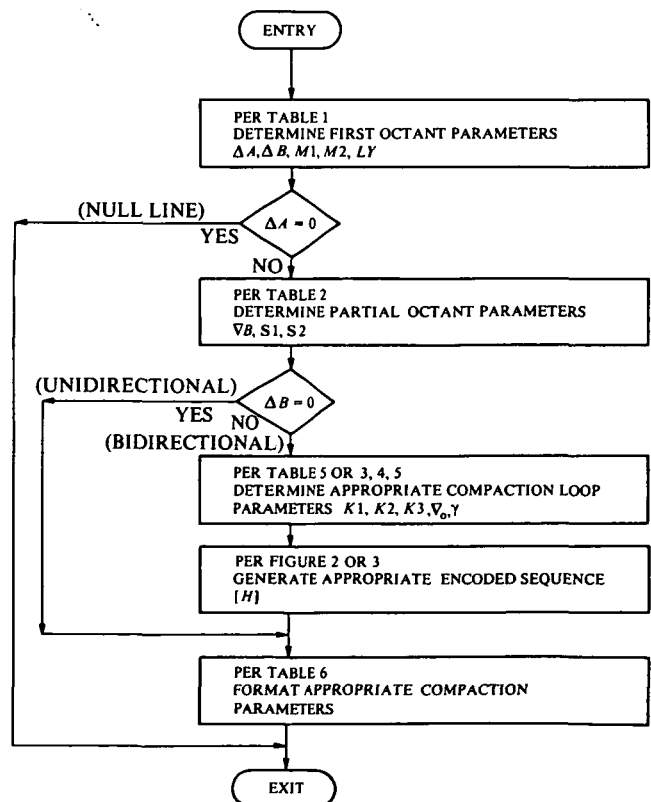 ENTRY
PER TABLE 1
DETERMINE FIRST OCTANT PARAMETERS
ΔA, ΔB, M1, M2, LY
(NULL LINE)
YES
ΔA = 0
NO
PER TABLE 2
DETERMINE PARTIAL OCTANT PARAMETERS
∇B, S1, S2
(UNIDIRECTIONAL)
YES
ΔB = 0
NO
(BIDIRECTIONAL)
PER TABLE 5 OR 3, 4, 5
DETERMINE APPROPRIATE COMPACTION LOOP
PARAMETERS K1, K2, K3, ∇₀, γ
PER FIGURE 2 OR 3
GENERATE APPROPRIATE ENCODED SEQUENCE
[H]
PER TABLE 6
FORMAT APPROPRIATE COMPACTION
PARAMETERS
EXIT